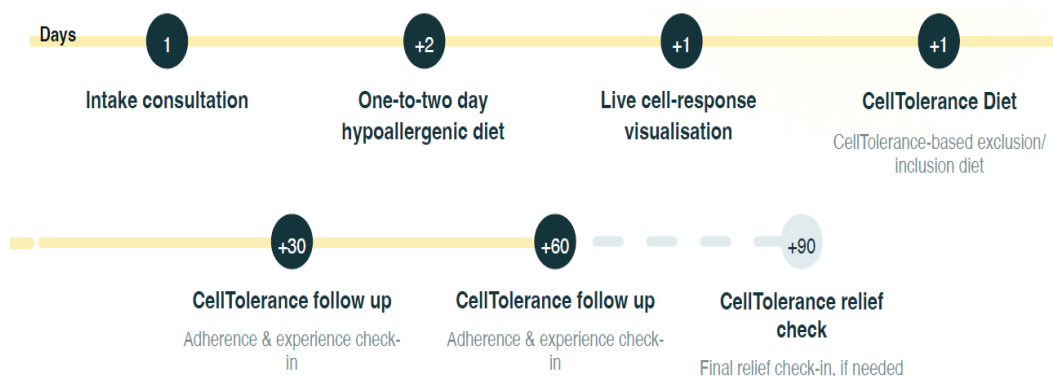 Days
1
+2
+1
+1
Intake consultation
One-to-two day
hypoallergenic diet
Live cell-response
visualisation
CellTolerance Diet
CellTolerance-based exclusion/
inclusion diet
+30
+60
+90
CellTolerance follow up
Adherence & experience check-
in
CellTolerance follow up
Adherence & experience check-
in
CellTolerance relief
check
Final relief check-in, if needed